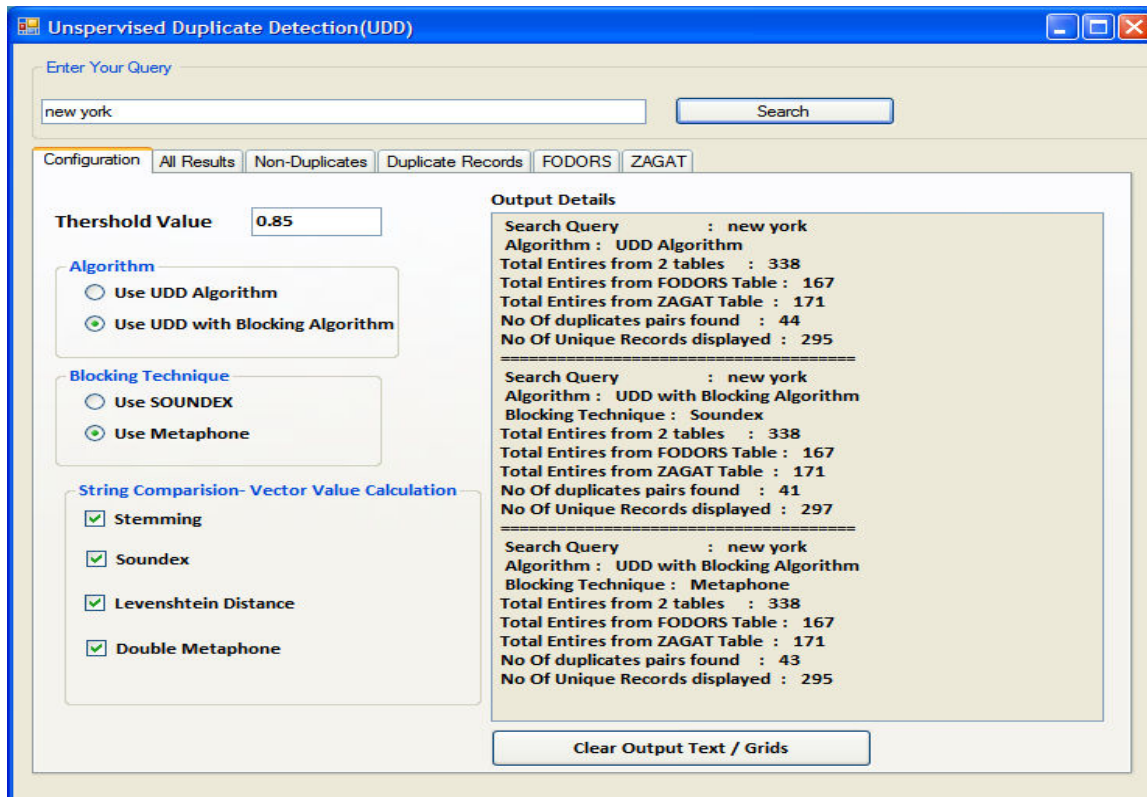 Unspervised Duplicate Detection(UDD)
Enter Your Query
new york
Search
Configuration
All Results
Non-Duplicates
Duplicate Records
FODORS
ZAGAT
Thershold Value
0.85
Algorithm
Use UDD Algorithm
Use UDD with Blocking Algorithm
Blocking Technique
Use SOUNDEX
Use Metaphone
String Comparision- Vector Value Calculation
Stemming
Soundex
Levenshtein Distance
Double Metaphone
Output Details
Search Query : new york
Algorithm : UDD Algorithm
Total Entires from 2 tables : 338
Total Entires from FODORS Table : 167
Total Entires from ZAGAT Table : 171
No Of duplicates pairs found : 44
No Of Unique Records displayed : 295
======================================
Search Query : new york
Algorithm : UDD with Blocking Algorithm
Blocking Technique : Soundex
Total Entires from 2 tables : 338
Total Entires from FODORS Table : 167
Total Entires from ZAGAT Table : 171
No Of duplicates pairs found : 41
No Of Unique Records displayed : 297
======================================
Search Query : new york
Algorithm : UDD with Blocking Algorithm
Blocking Technique : Metaphone
Total Entires from 2 tables : 338
Total Entires from FODORS Table : 167
Total Entires from ZAGAT Table : 171
No Of duplicates pairs found : 43
No Of Unique Records displayed : 295
Clear Output Text / Grids